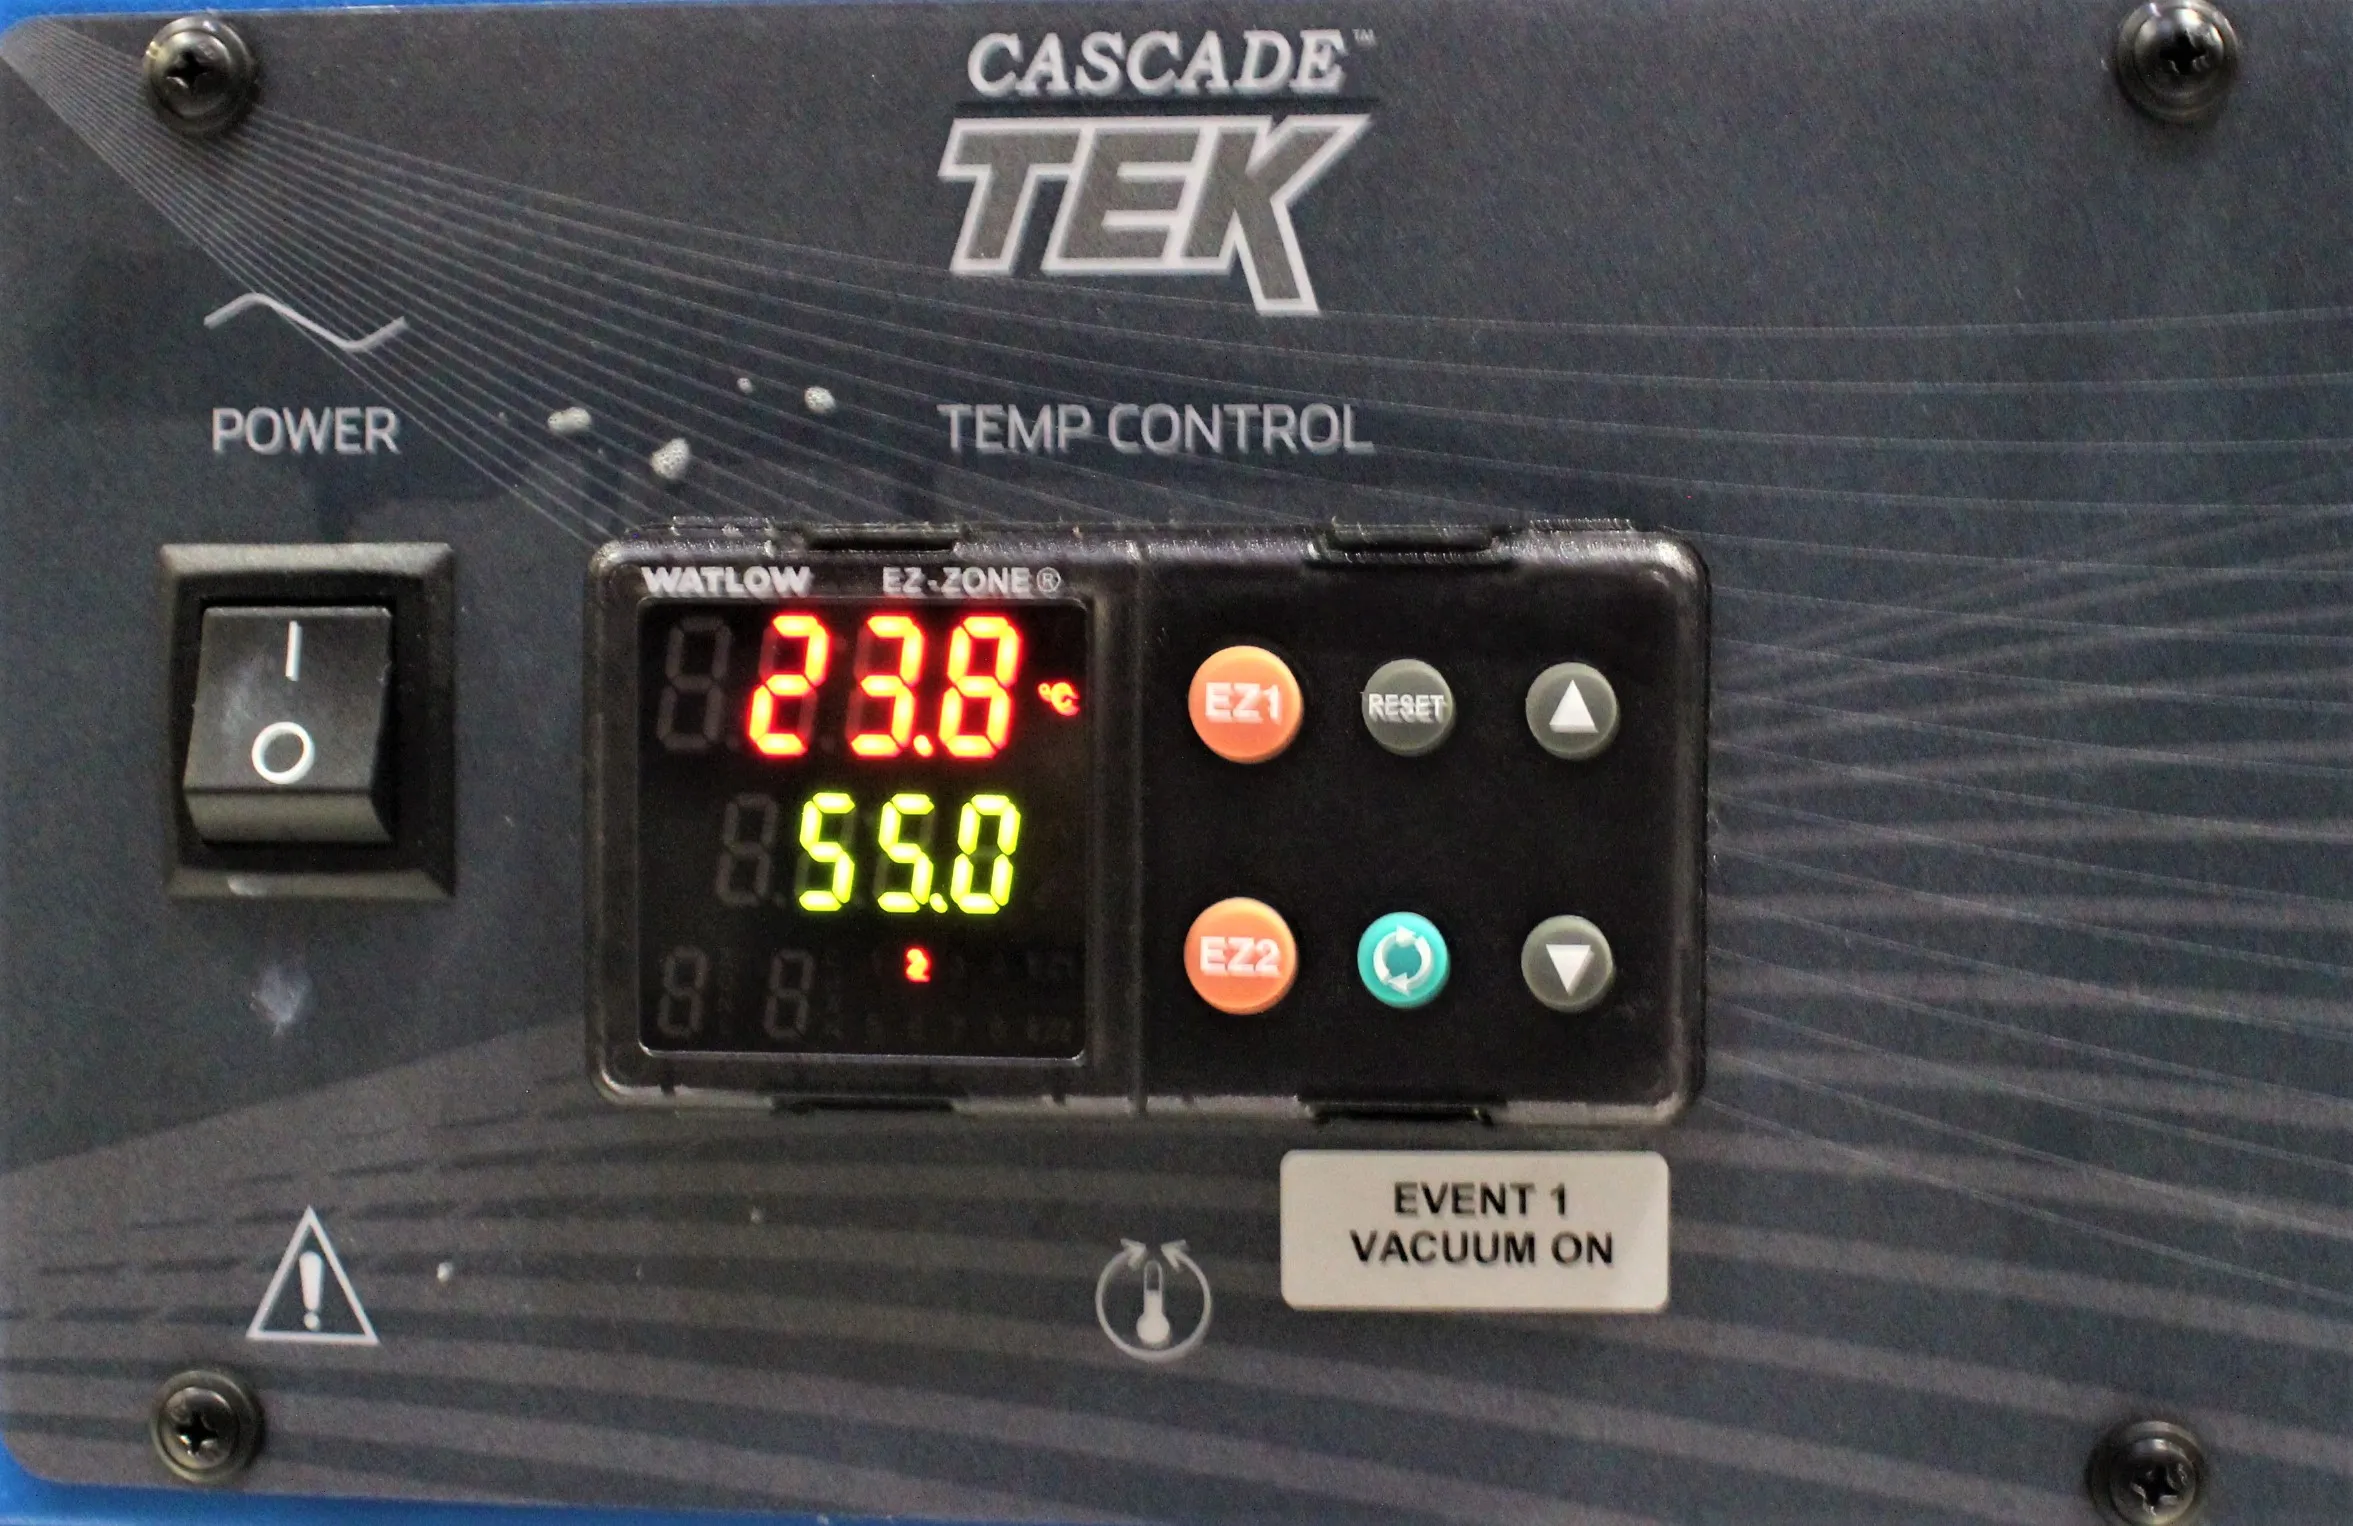 CASCADE™
TEK
POWER
TEMP CONTROL
WATLOW EZ-ZONE®
23.8 °C
55.0
2
EZ1 RESET
EZ2
I
O
EVENT 1
VACUUM ON